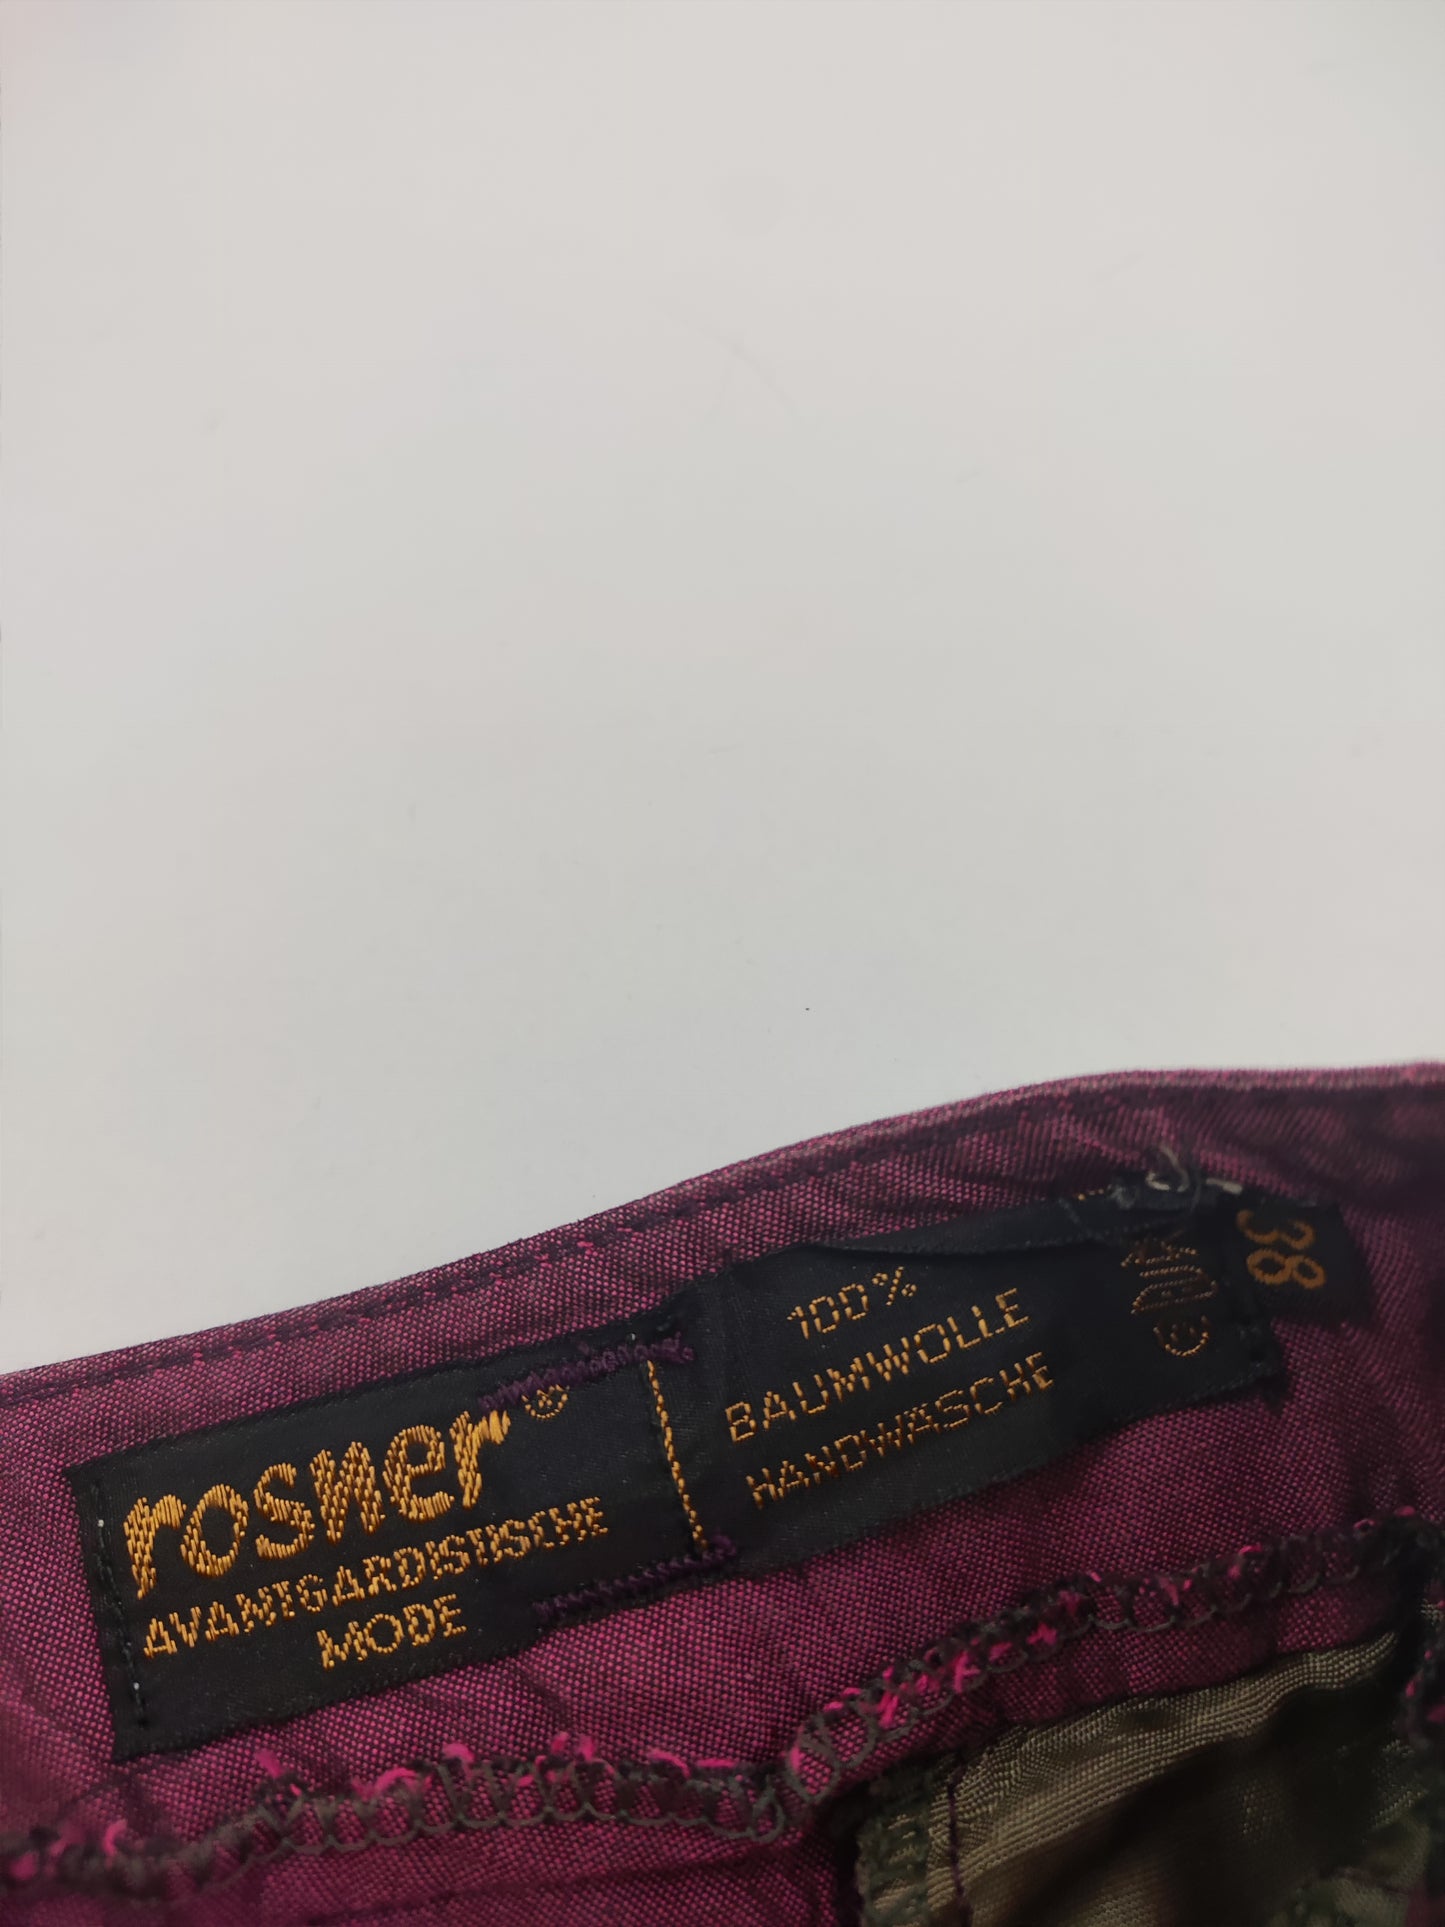 rosner®
AVANTGARDISTISCHE
MODE
100%
BAUMWOLLE
HANDWÄSCHE
38